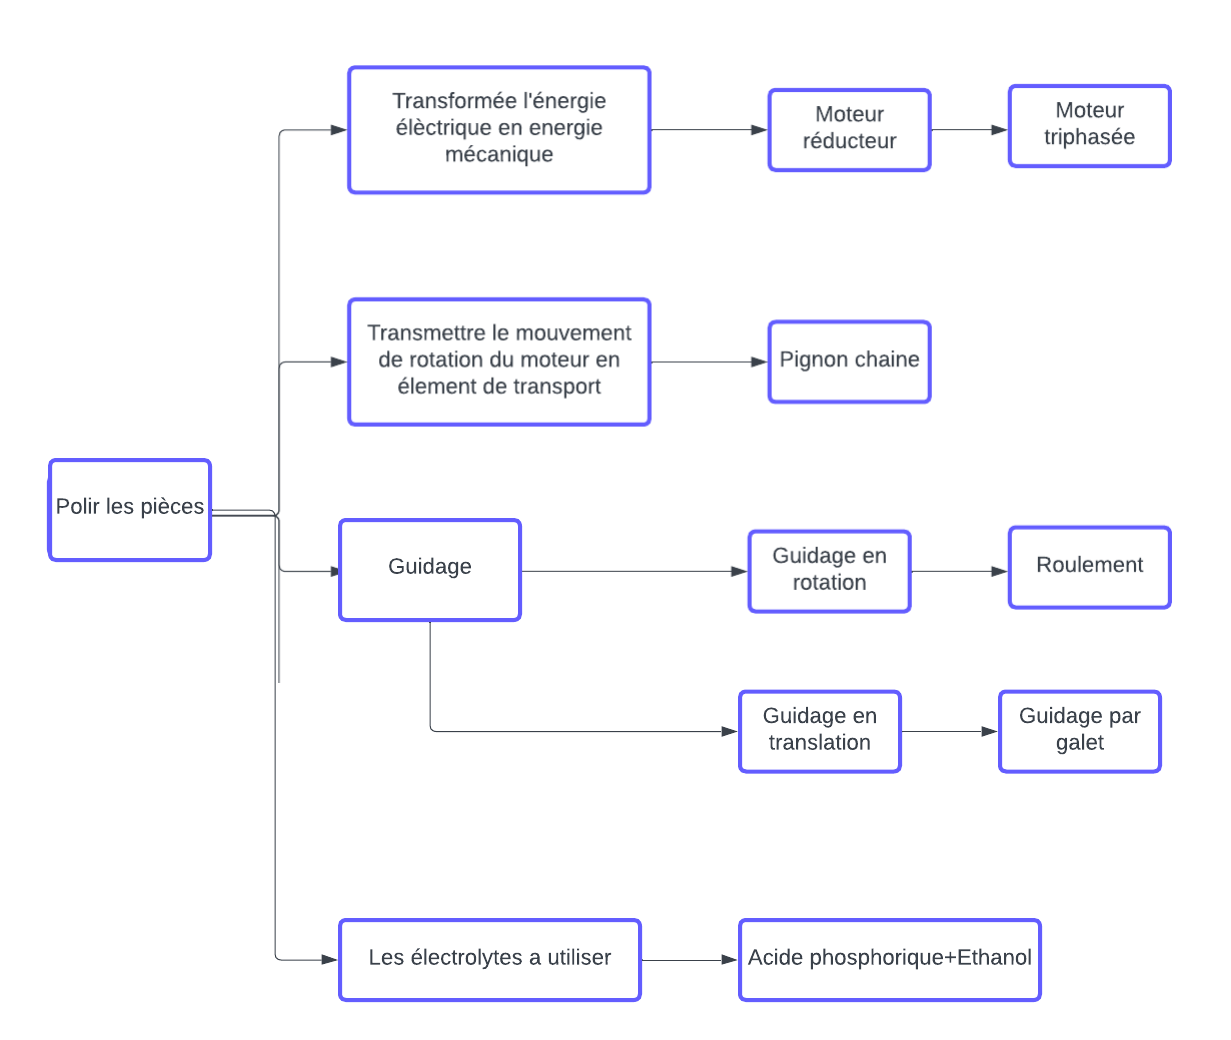 Transformée l'énergie
élèctrique en energie
mécanique
Moteur
réducteur
Moteur
triphasée
Transmettre le mouvement
de rotation du moteur en
élement de transport
Pignon chaine
Polir les pièces
Guidage
Guidage en
rotation
Roulement
Guidage en
translation
Guidage par
galet
Les électrolytes a utiliser
Acide phosphorique+Ethanol